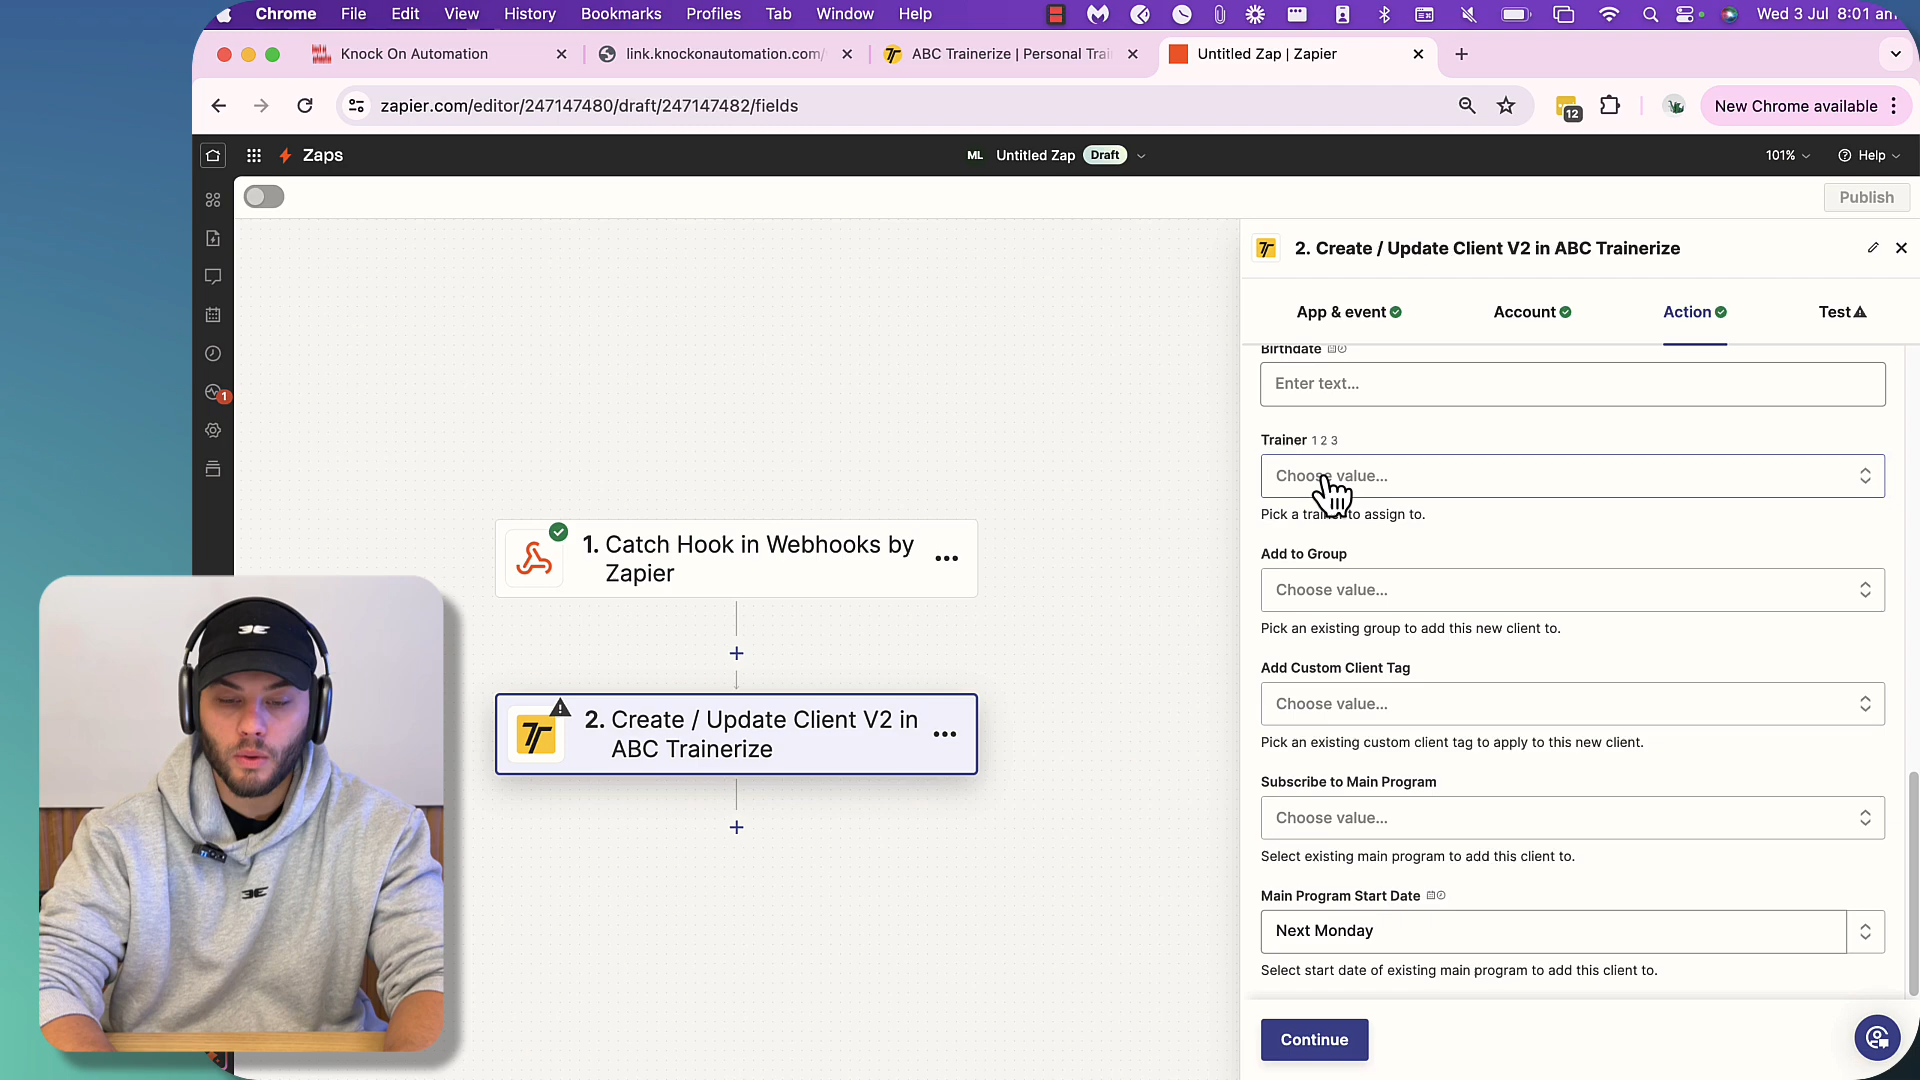 Chrome File Edit View History Bookmarks Profiles Tab Window Help
Wed 3 Jul 8:01 am
Knock On Automation
link.knockonautomation.com/
ABC Trainerize | Personal Trai
Untitled Zap | Zapier
zapier.com/editor/247147480/draft/247147482/fields
12
New Chrome available
Zaps
ML Untitled Zap Draft
101%
Help
Publish
1
2. Create / Update Client V2 in ABC Trainerize
App & event
Account
Action
Test
Birthdate
Enter text...
Trainer 1 2 3
Choose value...
Pick a trainer to assign to.
Add to Group
Choose value...
Pick an existing group to add this new client to.
Add Custom Client Tag
Choose value...
Pick an existing custom client tag to apply to this new client.
Subscribe to Main Program
Choose value...
Select existing main program to add this client to.
Main Program Start Date
Next Monday
Select start date of existing main program to add this client to.
Continue
1. Catch Hook in Webhooks by
Zapier
2. Create / Update Client V2 in
ABC Trainerize